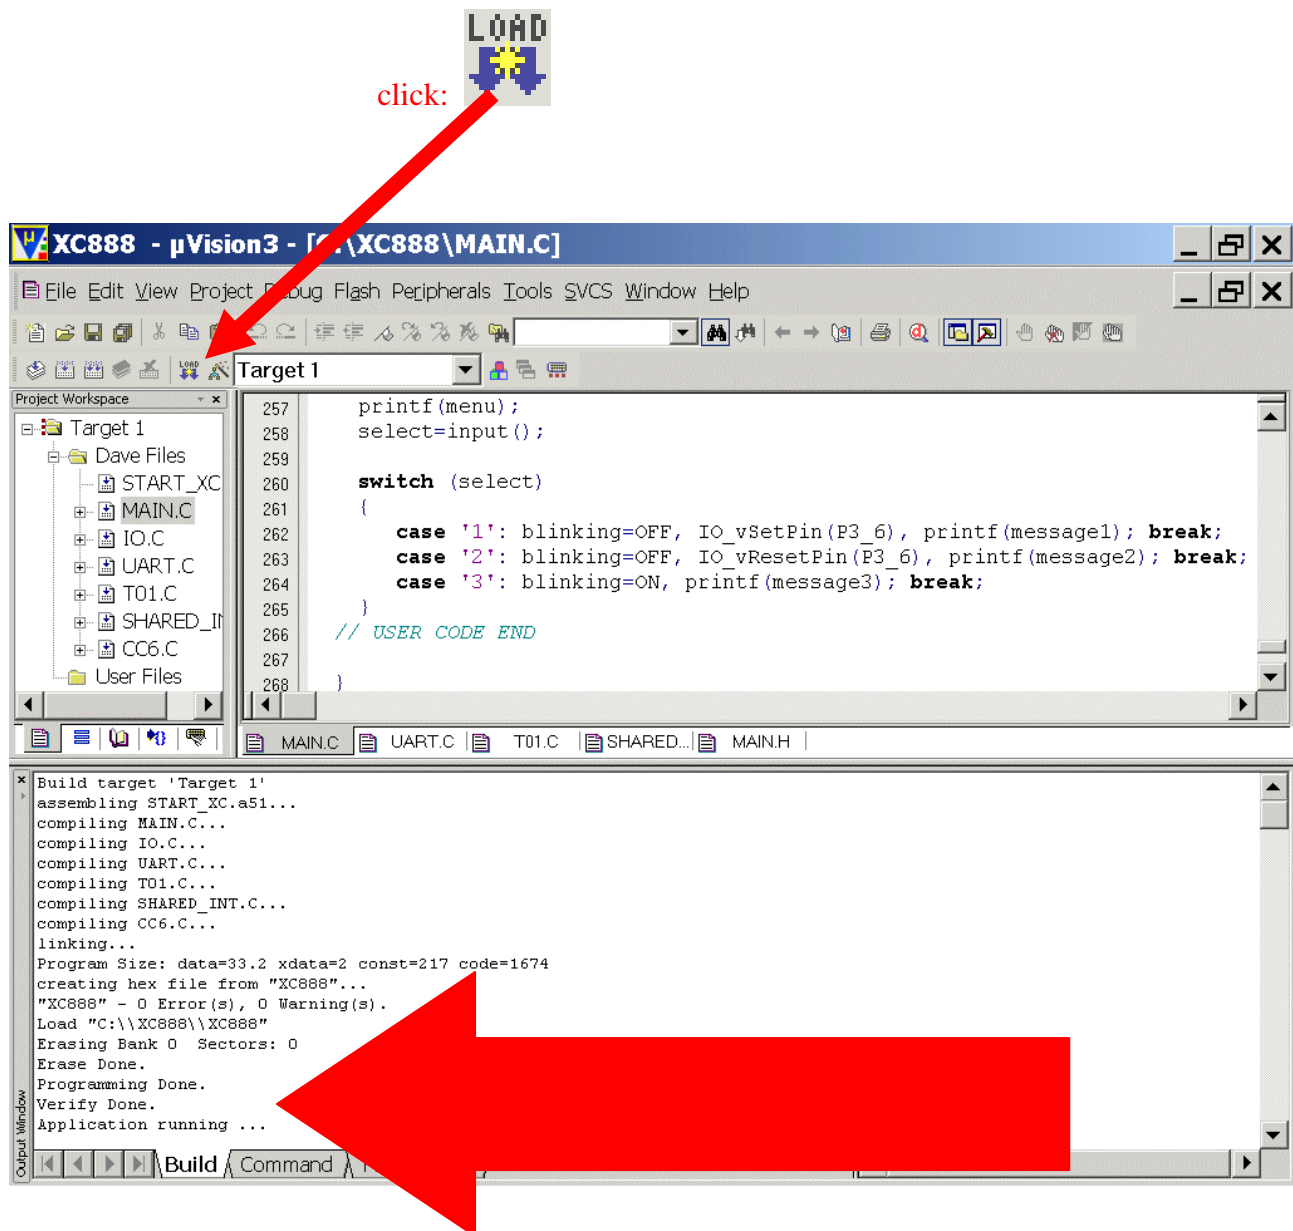 LOAD
click:
XC888 - µVision3 - [C:\XC888\MAIN.C]
File Edit View Project Debug Flash Peripherals Tools SVCS Window Help
LOAD Target 1
Project Workspace
Target 1
Dave Files
START_XC
MAIN.C
IO.C
UART.C
T01.C
SHARED_IN
CC6.C
User Files
257 printf(menu);
258 select=input();
259
260 switch (select)
261 {
262 case '1': blinking=OFF, IO_vSetPin(P3_6), printf(message1); break;
263 case '2': blinking=OFF, IO_vResetPin(P3_6), printf(message2); break;
264 case '3': blinking=ON, printf(message3); break;
265 }
266 // USER CODE END
267
268 }
MAIN.C UART.C T01.C SHARED... MAIN.H
Build target 'Target 1'
assembling START_XC.a51...
compiling MAIN.C...
compiling IO.C...
compiling UART.C...
compiling T01.C...
compiling SHARED_INT.C...
compiling CC6.C...
linking...
Program Size: data=33.2 xdata=2 const=217 code=1674
creating hex file from "XC888"...
"XC888" - 0 Error(s), 0 Warning(s).
Load "C:\\XC888\\XC888"
Erasing Bank 0 Sectors: 0
Erase Done.
Programming Done.
Verify Done.
Application running ...
Output Window
Build Command